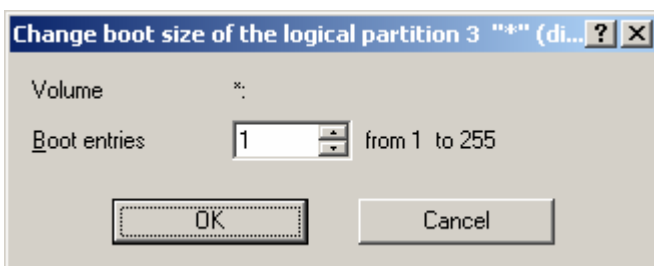 Change boot size of the logical partition 3 "*" (di...
Volume *:
Boot entries 1 from 1 to 255
OK Cancel